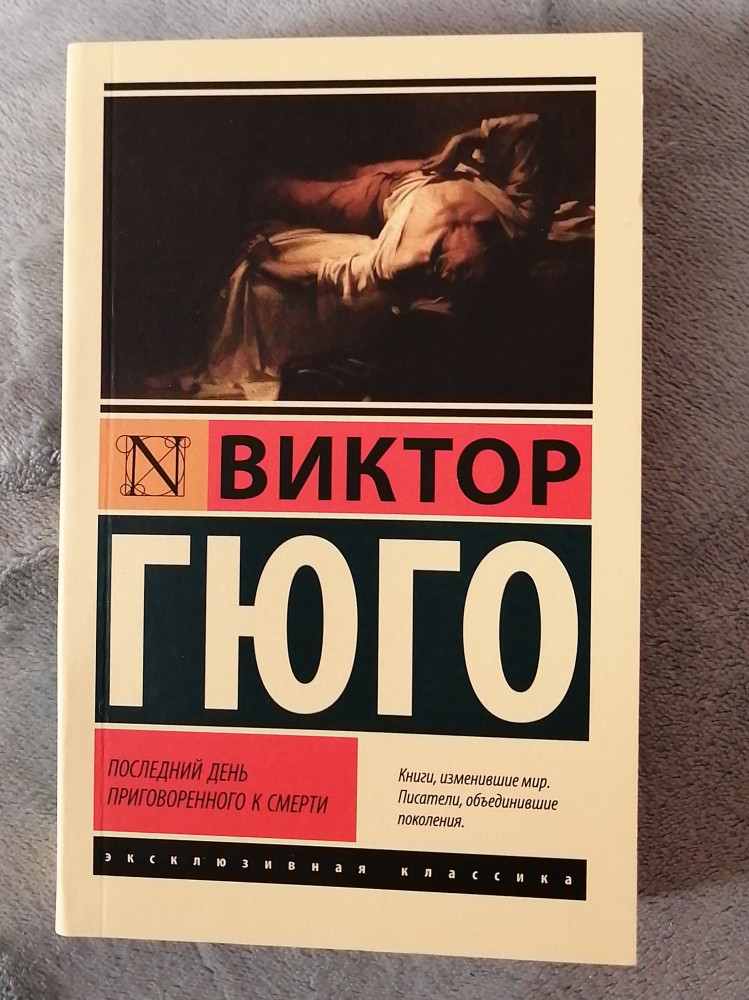 N ВИКТОР
ГЮГО
ПОСЛЕДНИЙ ДЕНЬ
ПРИГОВОРЕННОГО К СМЕРТИ
Книги, изменившие мир.
Писатели, объединившие
поколения.
эксклюзивная классика